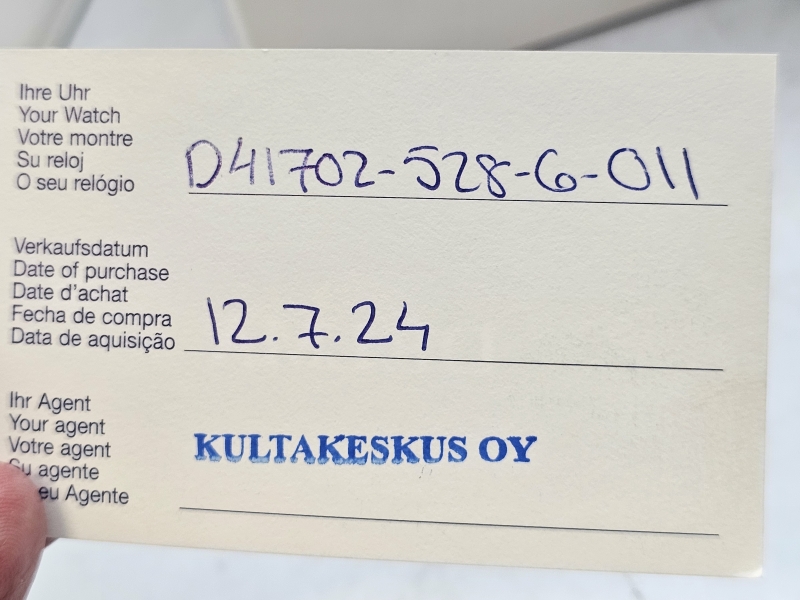 Ihre Uhr
Your Watch
Votre montre
Su reloj
O seu relógio
D41702-528-6-011
Verkaufsdatum
Date of purchase
Date d'achat
Fecha de compra
Data de aquisição
12.7.24
Ihr Agent
Your agent
Votre agent
Su agente
eu Agente
KULTAKESKUS OY